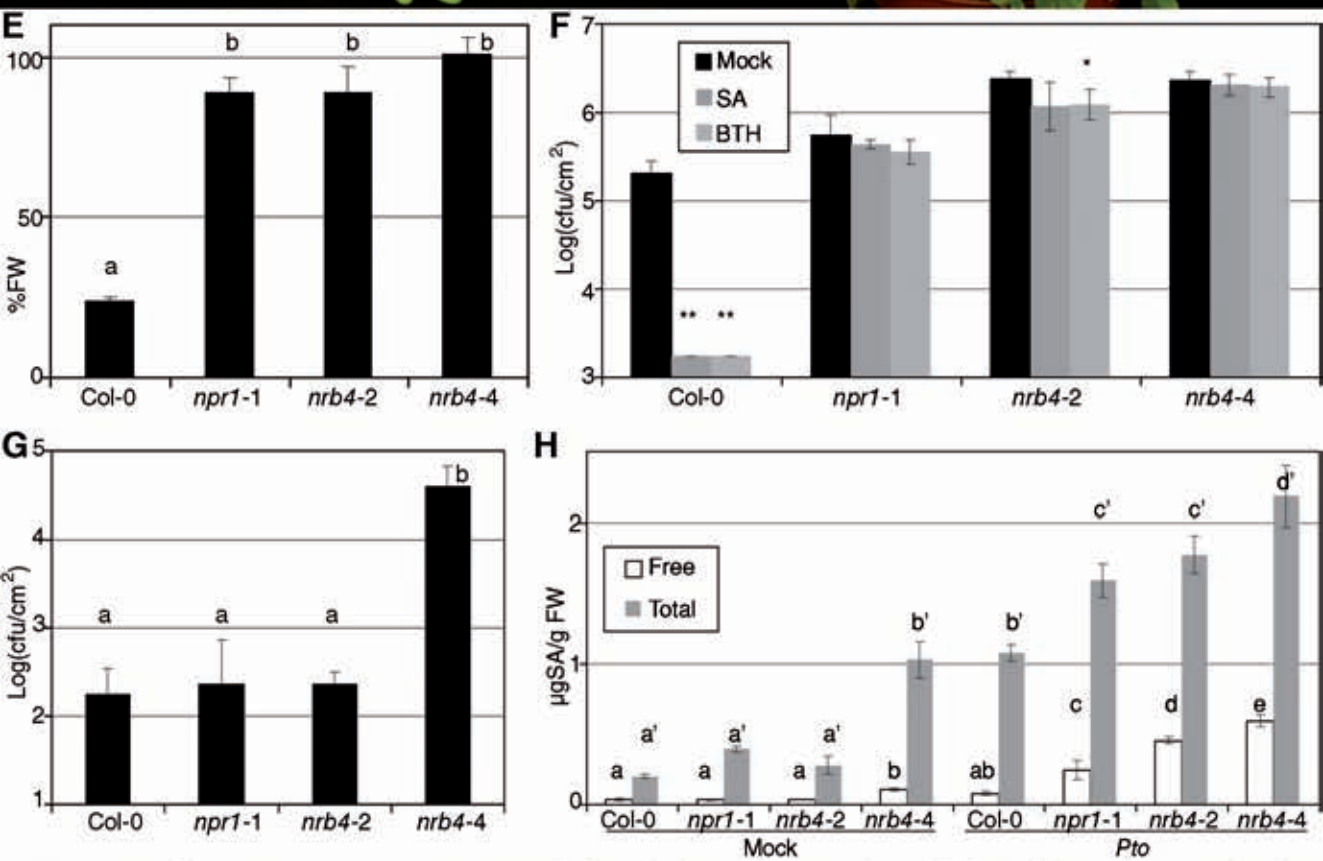 E
b b b
100
50
0
%FW
a
Col-0 npr1-1 nrb4-2 nrb4-4
F
7
6
5
4
3
Log(cfu/cm2)
Mock
SA
BTH
*
** **
Col-0 npr1-1 nrb4-2 nrb4-4
G
5
4
3
2
1
Log(cfu/cm2)
b
a a a
Col-0 npr1-1 nrb4-2 nrb4-4
H
2
1
0
µgSA/g FW
Free
Total
a a' a a' a a' b b' ab b' c c' d c' e d'
Col-0 npr1-1 nrb4-2 nrb4-4 Col-0 npr1-1 nrb4-2 nrb4-4
Mock Pto